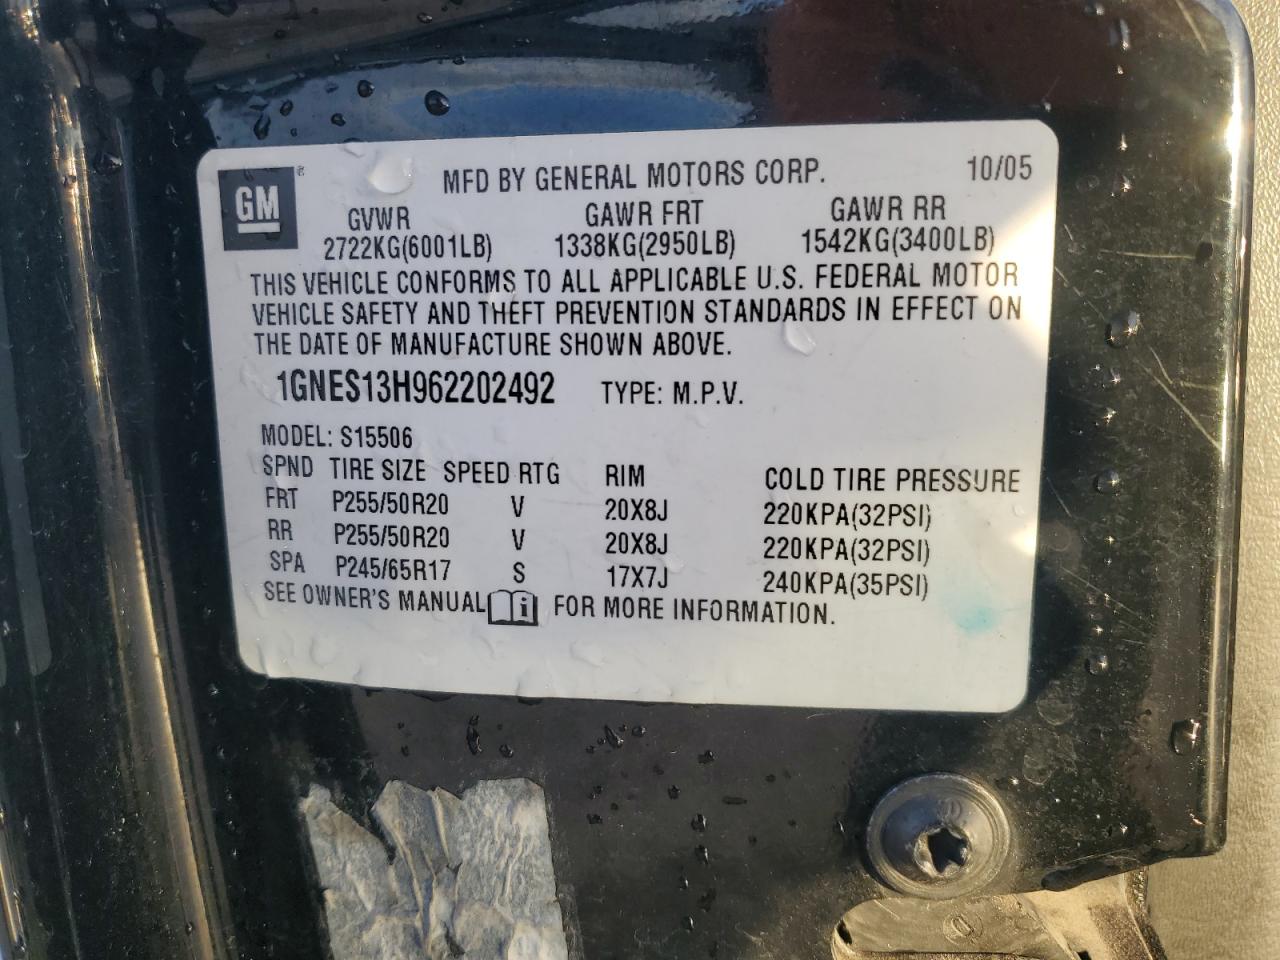 GM ® MFD BY GENERAL MOTORS CORP. 10/05
GVWR GAWR FRT GAWR RR
2722KG(6001LB) 1338KG(2950LB) 1542KG(3400LB)
THIS VEHICLE CONFORMS TO ALL APPLICABLE U.S. FEDERAL MOTOR
VEHICLE SAFETY AND THEFT PREVENTION STANDARDS IN EFFECT ON
THE DATE OF MANUFACTURE SHOWN ABOVE.
1GNES13H962202492 TYPE: M.P.V.
MODEL: S15506
SPND TIRE SIZE SPEED RTG RIM COLD TIRE PRESSURE
FRT P255/50R20 V 20X8J 220KPA(32PSI)
RR P255/50R20 V 20X8J 220KPA(32PSI)
SPA P245/65R17 S 17X7J 240KPA(35PSI)
SEE OWNER'S MANUAL i FOR MORE INFORMATION.